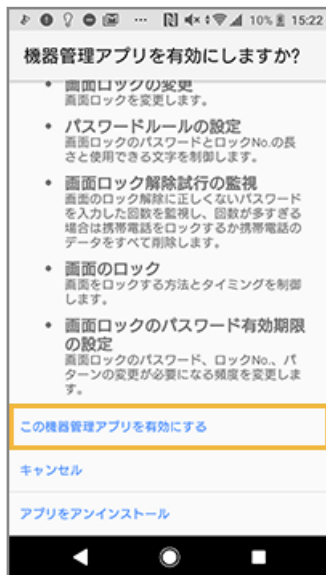 10% 15:22
機器管理アプリを有効にしますか?
• 画面ロックの変更
画面ロックを変更します。
• パスワードルールの設定
画面ロックのパスワードとロックNo.の長
さと使用できる文字を制御します。
• 画面ロック解除試行の監視
画面のロック解除に正しくないパスワード
を入力した回数を監視し、回数が多すぎる
場合は携帯電話をロックするか携帯電話の
データをすべて削除します。
• 画面のロック
画面をロックする方法とタイミングを制御
します。
• 画面ロックのパスワード有効期限
の設定
画面ロックのパスワード、ロックNo.、パ
ターンの変更が必要になる頻度を変更しま
す。
この機器管理アプリを有効にする
キャンセル
アプリをアンインストール